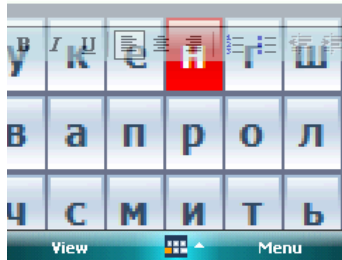 B I U
у к е н г ш
в а п р о л
ч с м и т ь
View Menu